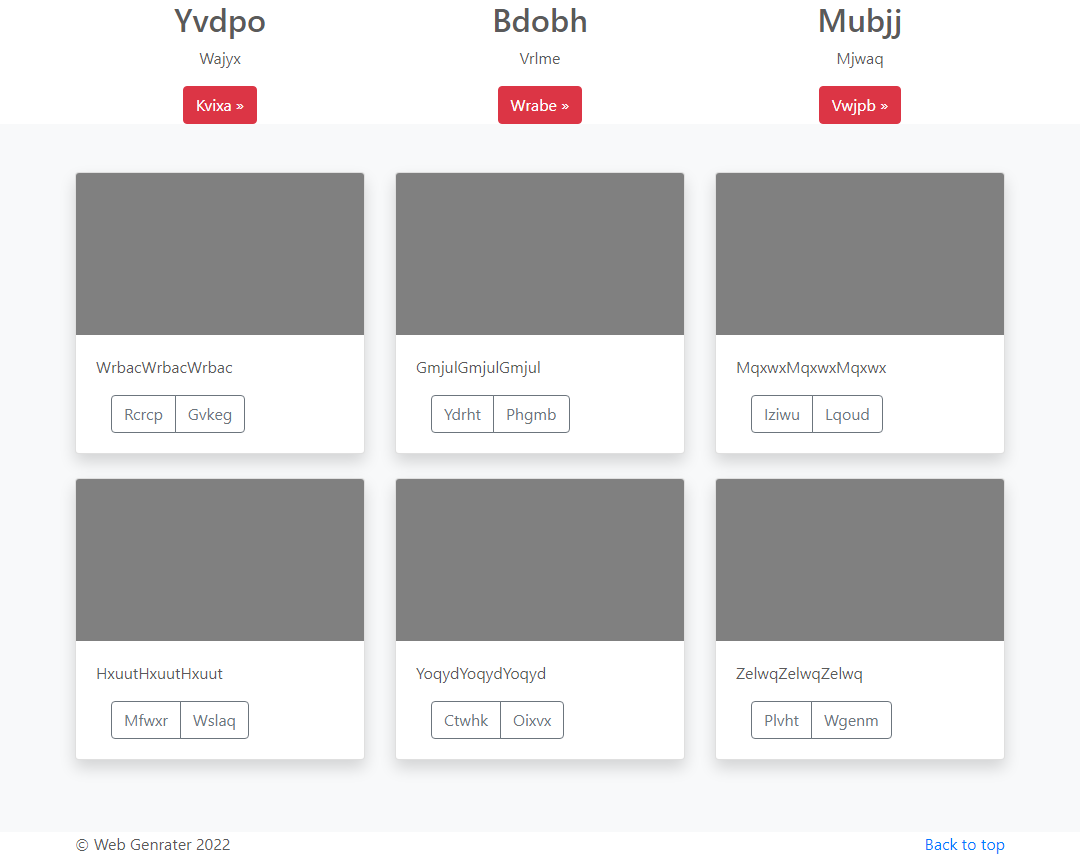 Yvdpo
Wajyx
Kvixa »
Bdobh
Vrlme
Wrabe »
Mubjj
Mjwaq
Vwjpb »
WrbacWrbacWrbac
Rcrcp Gvkeg
GmjulGmjulGmjul
Ydrht Phgmb
MqxwxMqxwxMqxwx
Iziwu Lqoud
HxuutHxuutHxuut
Mfwxr Wslaq
YoqydYoqydYoqyd
Ctwhk Oixvx
ZelwqZelwqZelwq
Plvht Wgenm
© Web Genrater 2022
Back to top